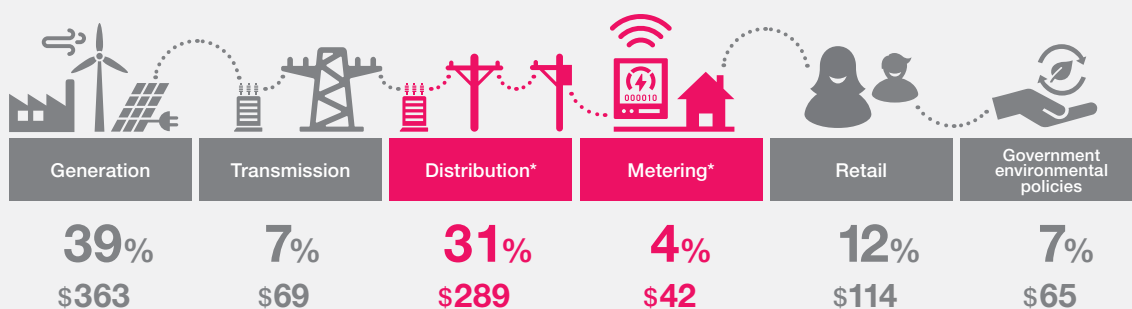 000010
Generation
Transmission
Distribution*
Metering*
Retail
Government
environmental
policies
39%
7%
31%
4%
12%
7%
$363
$69
$289
$42
$114
$65